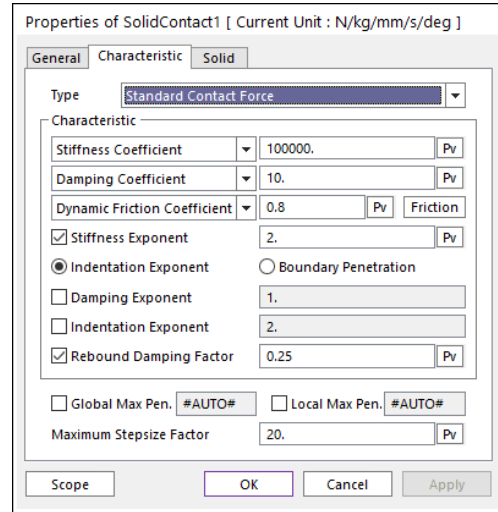 Properties of SolidContact1 [ Current Unit : N/kg/mm/s/deg ]
General Characteristic Solid
Type Standard Contact Force
Characteristic
Stiffness Coefficient 100000. Pv
Damping Coefficient 10. Pv
Dynamic Friction Coefficient 0.8 Pv Friction
Stiffness Exponent 2. Pv
Indentation Exponent Boundary Penetration
Damping Exponent 1.
Indentation Exponent 2.
Rebound Damping Factor 0.25 Pv
Global Max Pen. #AUTO# Local Max Pen. #AUTO#
Maximum Stepsize Factor 20. Pv
Scope OK Cancel Apply